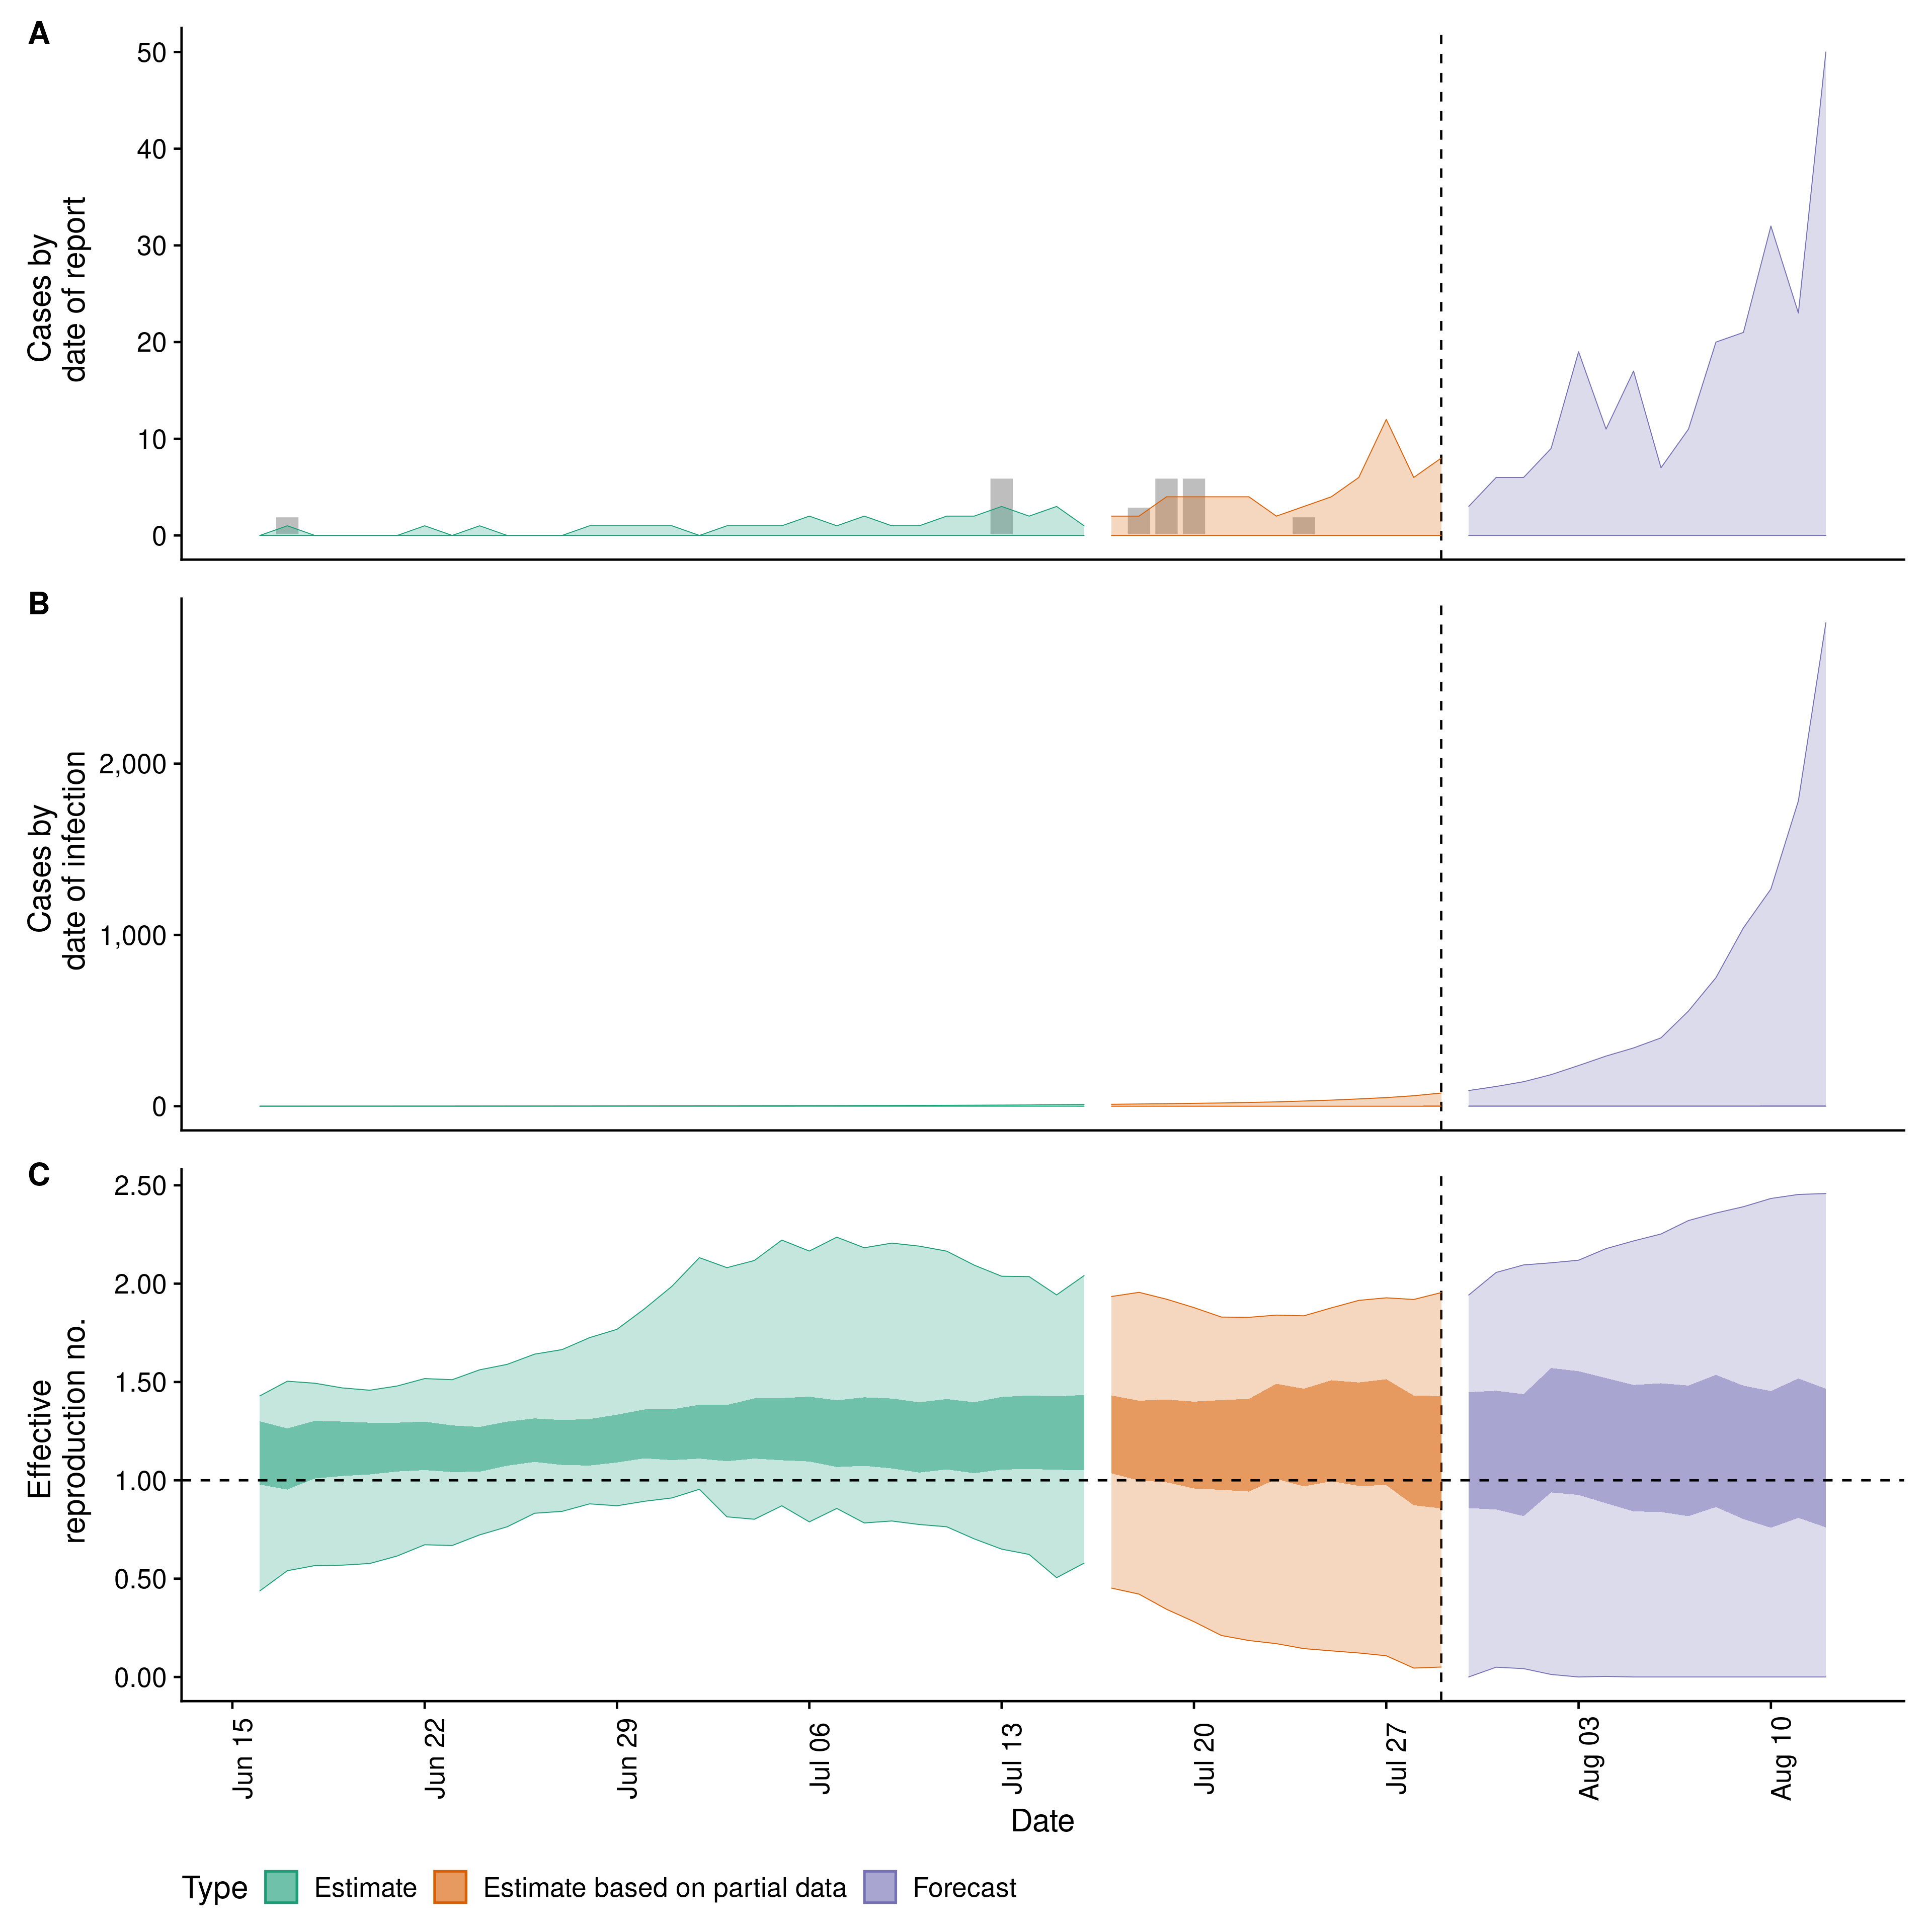 A
50
40
30
20
10
0
Cases by
date of report
B
2,000
1,000
0
Cases by
date of infection
C
2.50
2.00
1.50
1.00
0.50
0.00
Effective
reproduction no.
Jun 15
Jun 22
Jun 29
Jul 06
Jul 13
Jul 20
Jul 27
Aug 03
Aug 10
Date
Type
Estimate
Estimate based on partial data
Forecast